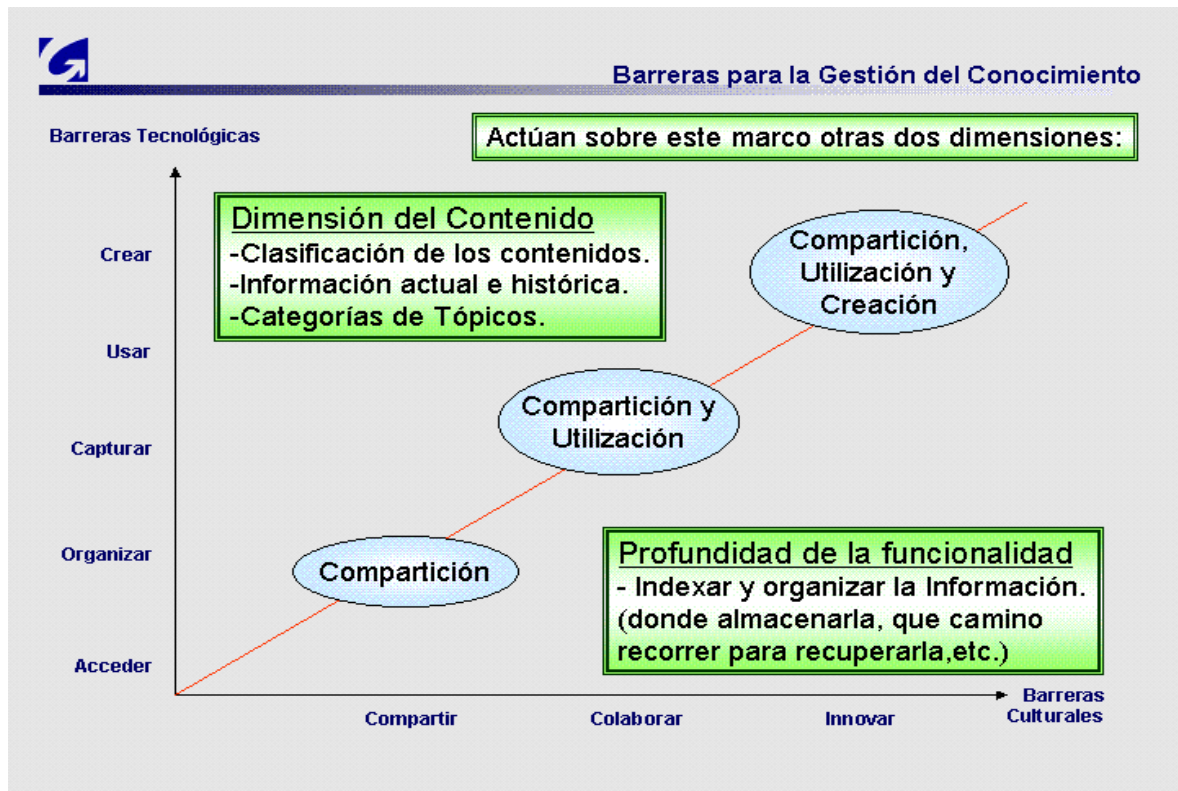 Barreras para la Gestión del Conocimiento
Barreras Tecnológicas
Actúan sobre este marco otras dos dimensiones:
Dimensión del Contenido
-Clasificación de los contenidos.
-Información actual e histórica.
-Categorías de Tópicos.
Compartición,
Utilización y
Creación
Crear
Usar
Compartición y
Utilización
Capturar
Organizar
Compartición
Profundidad de la funcionalidad
- Indexar y organizar la Información.
(donde almacenarla, que camino
recorrer para recuperarla,etc.)
Acceder
Compartir
Colaborar
Innovar
Barreras
Culturales